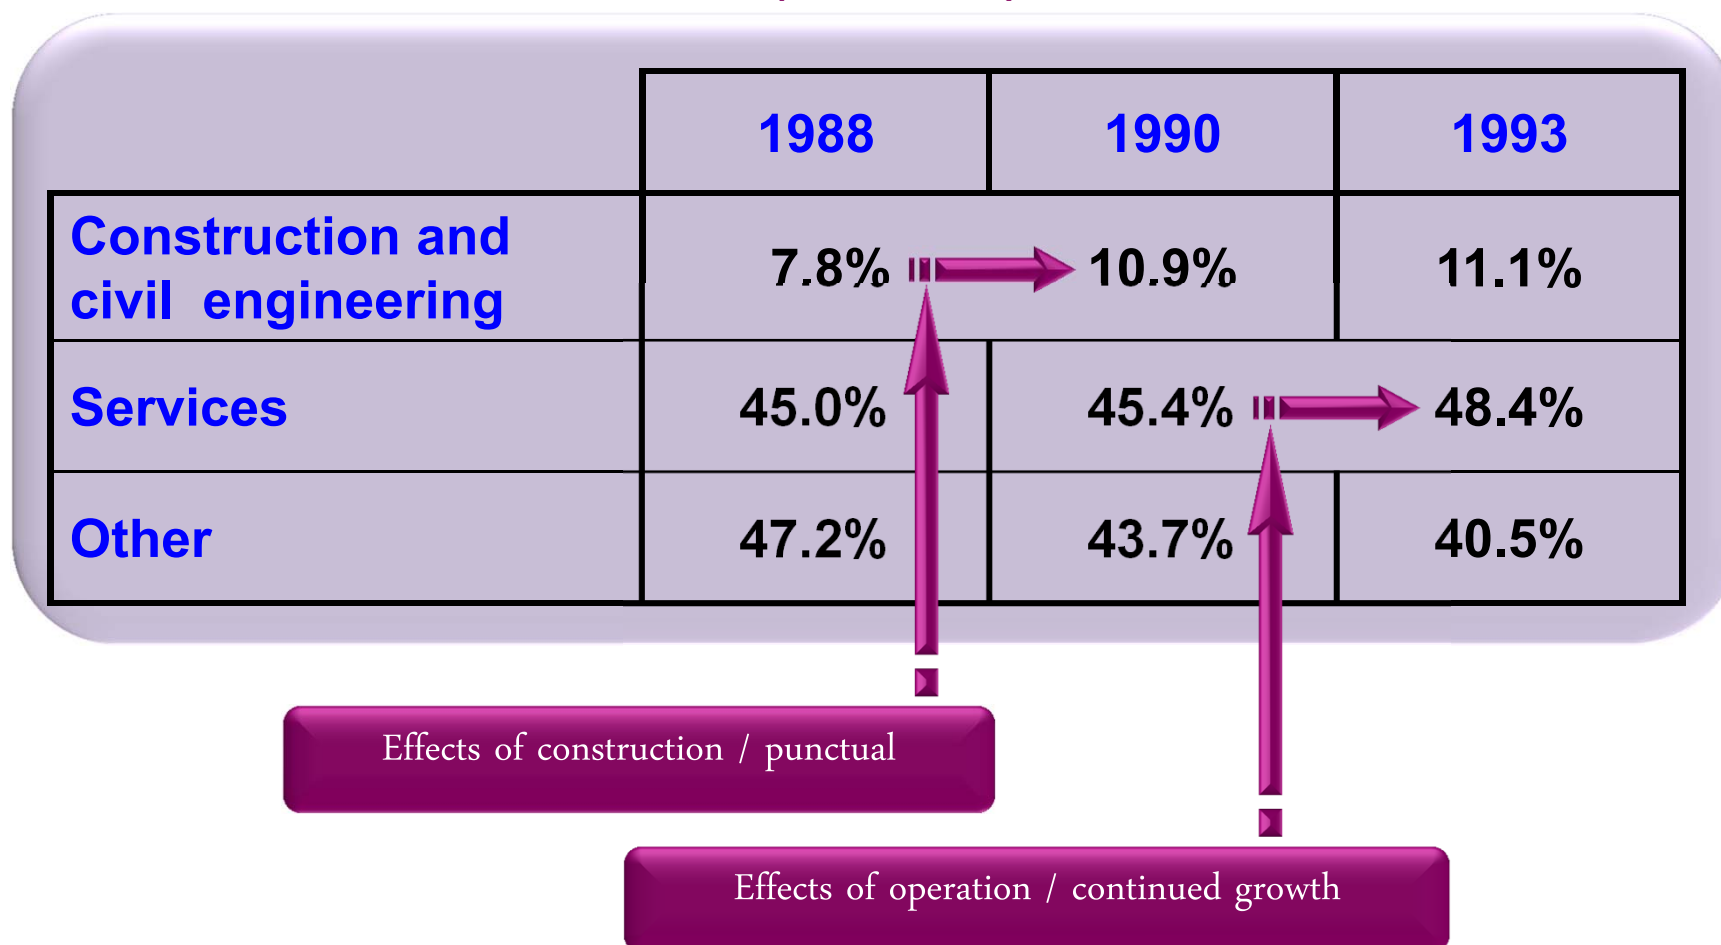 1988 1990 1993
Construction and
civil engineering
7.8% 10.9% 11.1%
Services 45.0% 45.4% 48.4%
Other 47.2% 43.7% 40.5%
Effects of construction / punctual
Effects of operation / continued growth